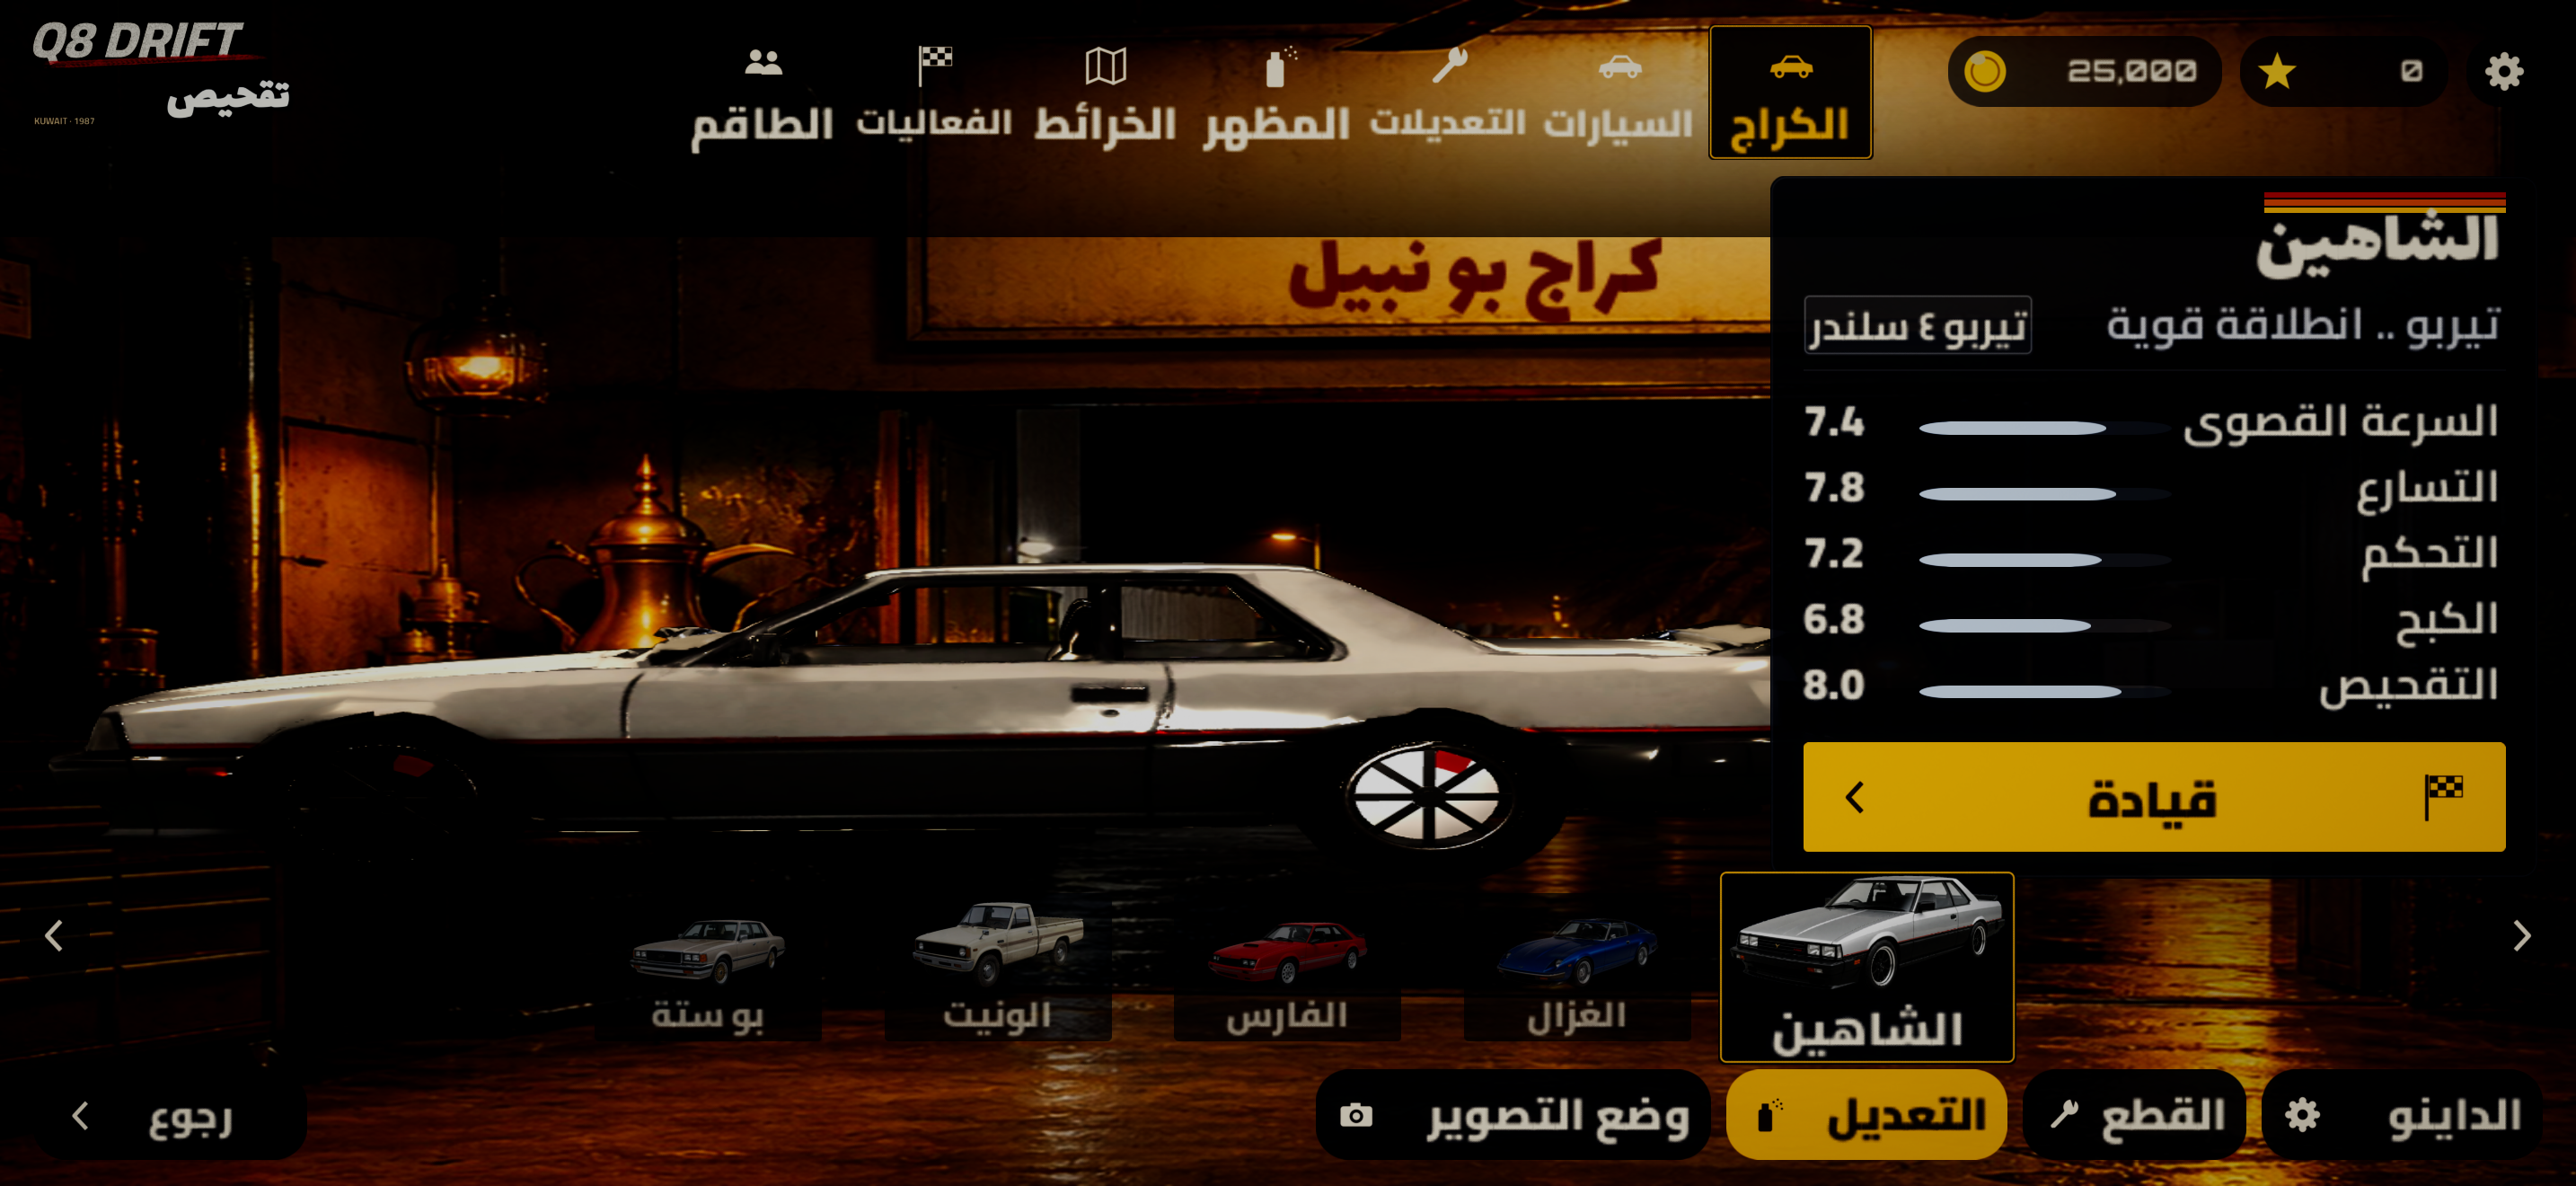 Q8 DRIFT
تقحيص
KUWAIT · 1987
0
25,000
الكراج
السيارات
التعديلات
المظهر
الخرائط
الفعاليات
الطاقم
كراج بو نبيل
الشاهين
تيربو .. انطلاقة قوية
تيربو ٤ سلندر
السرعة القصوى 7.4
التسارع 7.8
التحكم 7.2
الكبح 6.8
التقحيص 8.0
قيادة
الشاهين
الغزال
الفارس
الونيت
بو ستة
الداينو
القطع
التعديل
وضع التصوير
رجوع